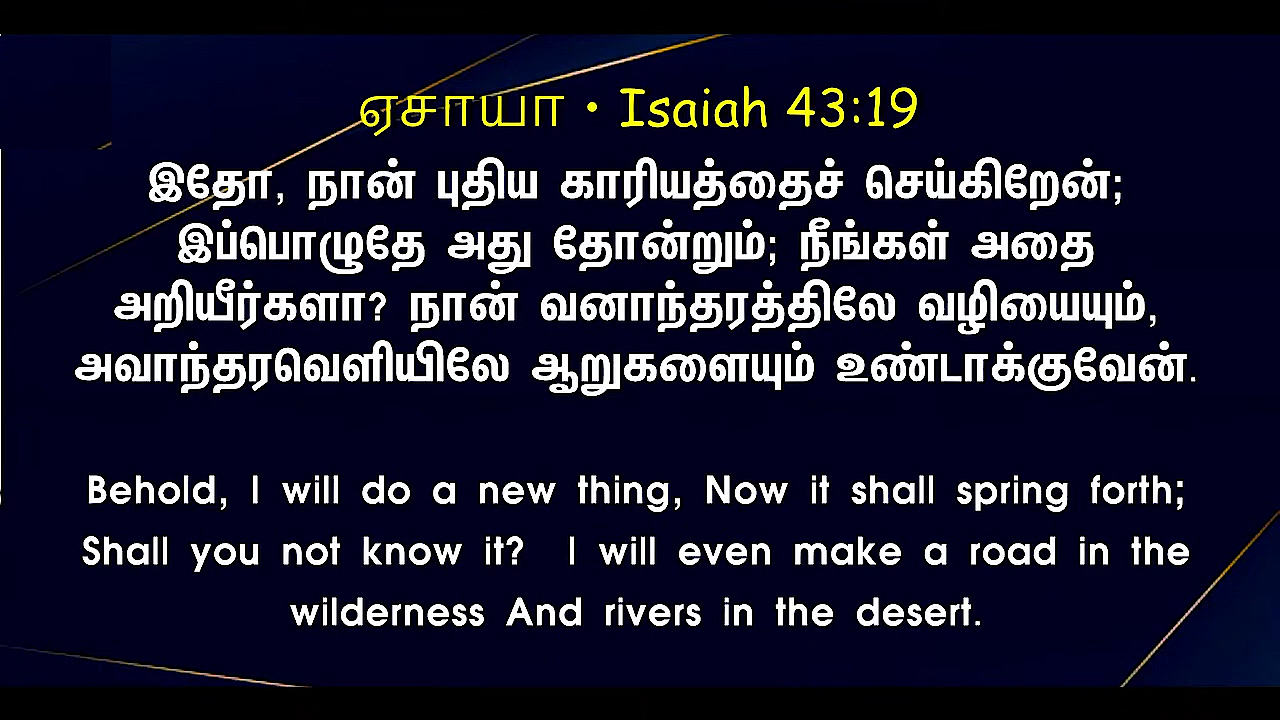 ஏசாயா • Isaiah 43:19
இதோ, நான் புதிய காரியத்தைச் செய்கிறேன்;
இப்பொழுதே அது தோன்றும்; நீங்கள் அதை
அறியீர்களா? நான் வனாந்தரத்திலே வழியையும்,
அவாந்தரவெளியிலே ஆறுகளையும் உண்டாக்குவேன்.
Behold, I will do a new thing, Now it shall spring forth;
Shall you not know it? I will even make a road in the
wilderness And rivers in the desert.